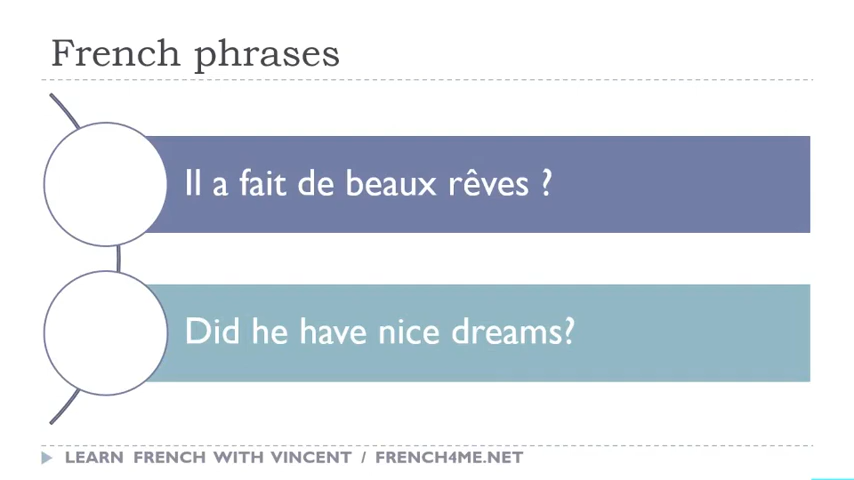 French phrases
Il a fait de beaux rêves ?
Did he have nice dreams?
LEARN FRENCH WITH VINCENT / FRENCH4ME.NET